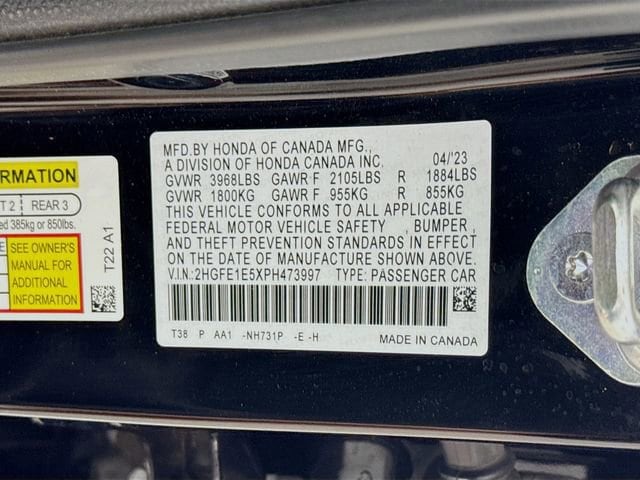 MFD.BY HONDA OF CANADA MFG.,
A DIVISION OF HONDA CANADA INC. 04/'23
GVWR 3968LBS GAWR F 2105LBS R 1884LBS
GVWR 1800KG GAWR F 955KG R 855KG
THIS VEHICLE CONFORMS TO ALL APPLICABLE
FEDERAL MOTOR VEHICLE SAFETY , BUMPER,
AND THEFT PREVENTION STANDARDS IN EFFECT
ON THE DATE OF MANUFACTURE SHOWN ABOVE.
V.I.N.:2HGFE1E5XPH473997 TYPE: PASSENGER CAR
T38 P AA1 -NH731P -E -H MADE IN CANADA
REAR 3
385kg or 850lbs.
SEE OWNER'S
MANUAL FOR
ADDITIONAL
INFORMATION
T22 A1